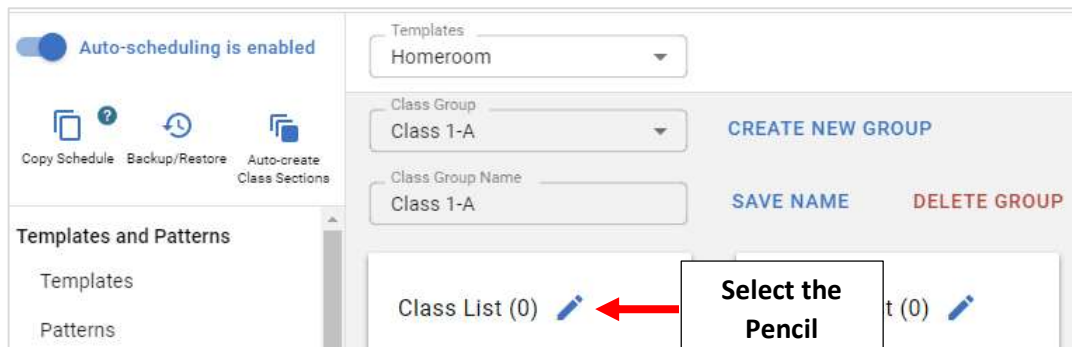 Auto-scheduling is enabled
Copy Schedule
?
Backup/Restore
Auto-create
Class Sections
Templates and Patterns
Templates
Patterns
Templates
Homeroom
Class Group
Class 1-A
CREATE NEW GROUP
Class Group Name
Class 1-A
SAVE NAME
DELETE GROUP
Class List (0)
Select the
Pencil
t (0)